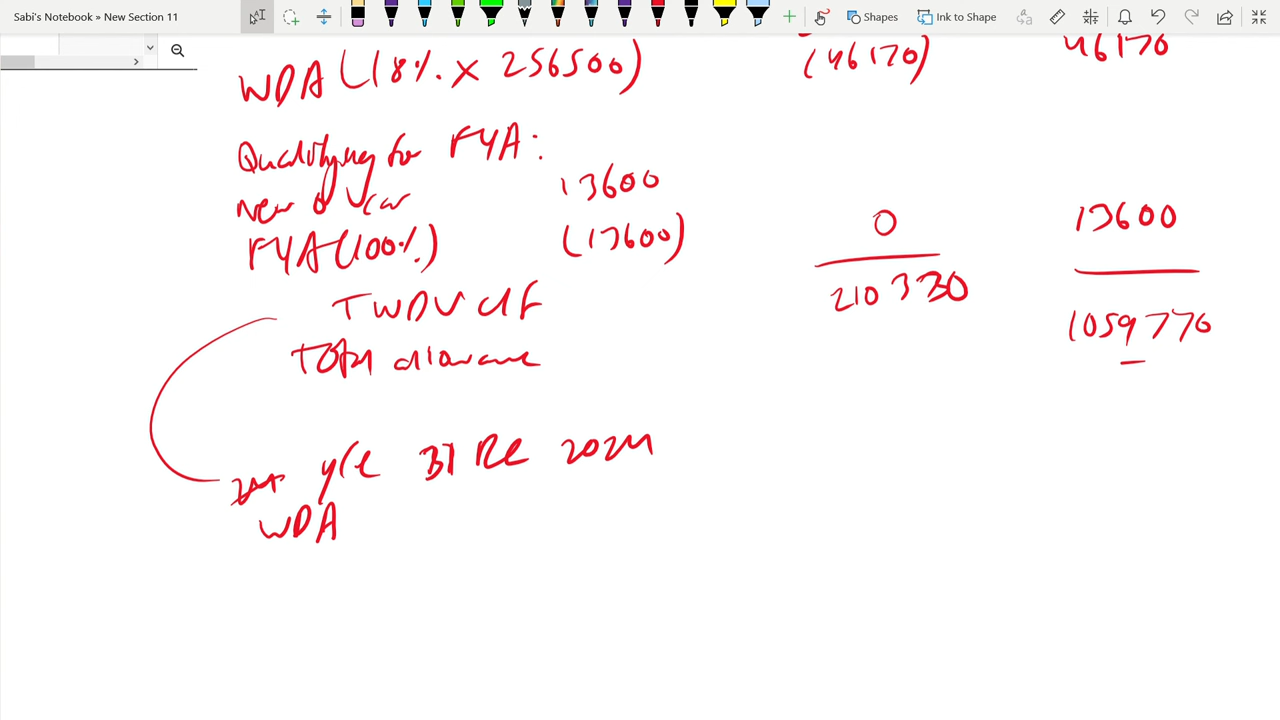 Sabi's Notebook » New Section 11
Shapes
Ink to Shape
WDA (18% × 256500) (46170) 46170
Qualifying for FYA:
New car 13600
FYA (100%) (13600) 0 13600
TWDV c/f 210330
Total allowance 1059770
y/e 31 Dec 2024
WDA